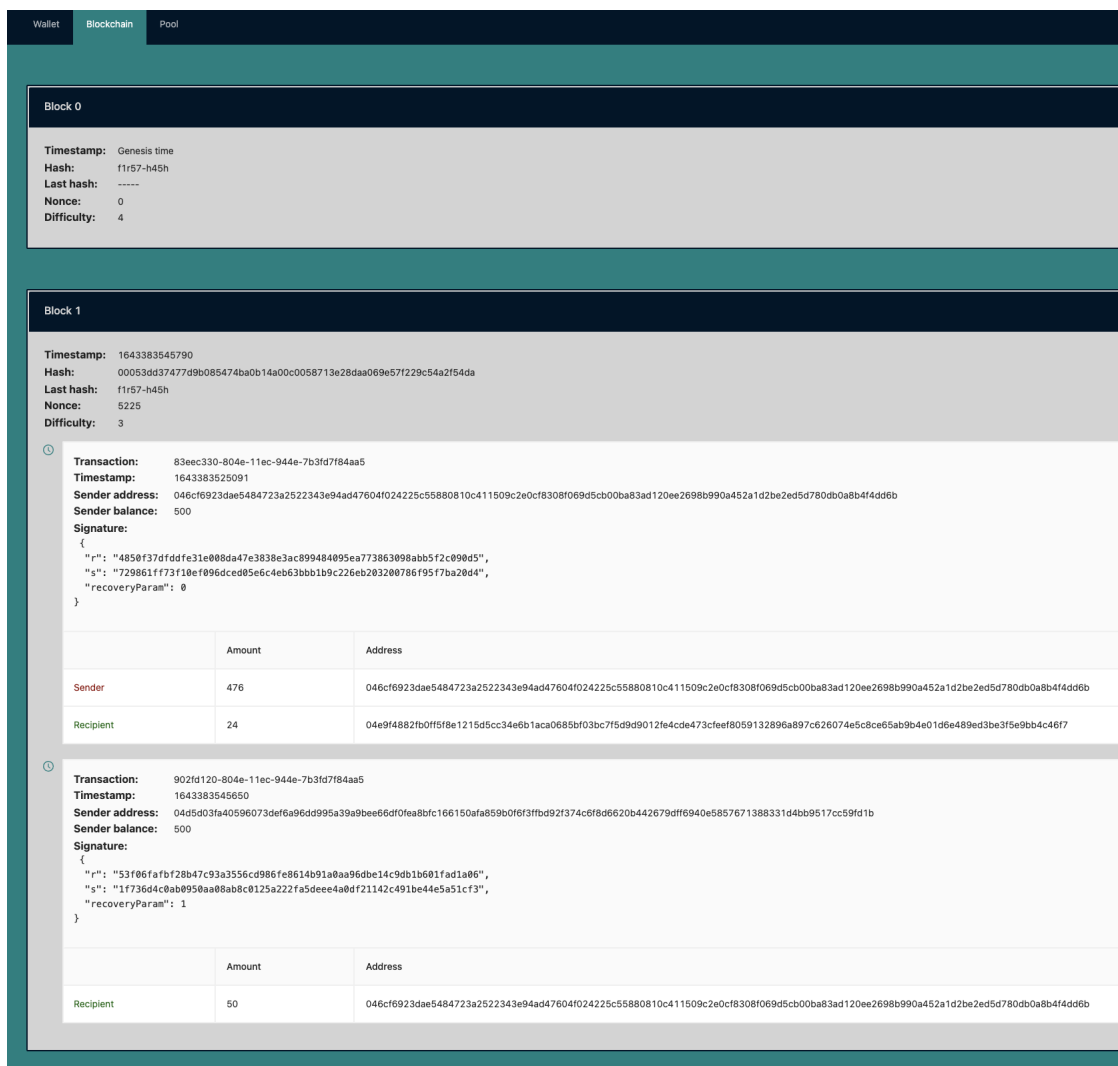 Wallet Blockchain Pool
Block 0
Timestamp: Genesis time
Hash: f1r57-h45h
Last hash: -----
Nonce: 0
Difficulty: 4
Block 1
Timestamp: 1643383545790
Hash: 00053dd37477d9b085474ba0b14a00c0058713e28daa069e57f229c54a2f54da
Last hash: f1r57-h45h
Nonce: 5225
Difficulty: 3
Transaction: 83eec330-804e-11ec-944e-7b3fd7f84aa5
Timestamp: 1643383525091
Sender address: 046cf6923dae5484723a2522343e94ad47604f024225c55880810c411509c2e0cf8308f069d5cb00ba83ad120ee2698b990a452a1d2be2ed5d780db0a8b4f4dd6b
Sender balance: 500
Signature:
{
"r": "4850f37dfddfe31e008da47e3838e3ac899484095ea773863098abb5f2c090d5",
"s": "729861ff73f10ef096dced05e6c4eb63bbb1b9c226eb203200786f95f7ba20d4",
"recoveryParam": 0
}
Amount Address
Sender 476 046cf6923dae5484723a2522343e94ad47604f024225c55880810c411509c2e0cf8308f069d5cb00ba83ad120ee2698b990a452a1d2be2ed5d780db0a8b4f4dd6b
Recipient 24 04e9f4882fb0ff5f8e1215d5cc34e6b1aca0685bf03bc7f5d9d9012fe4cde473cfeef8059132896a897c626074e5c8ce65ab9b4e01d6e489ed3be3f5e9bb4c46f7
Transaction: 902fd120-804e-11ec-944e-7b3fd7f84aa5
Timestamp: 1643383545650
Sender address: 04d5d03fa40596073def6a96dd995a39a9bee66df0fea8bfc166150afa859b0f6f3ffbd92f374c6f8d6620b442679dff6940e5857671388331d4bb9517cc59fd1b
Sender balance: 500
Signature:
{
"r": "53f06fafbf28b47c93a3556cd986fe8614b91a0aa96dbe14c9db1b601fad1a06",
"s": "1f736d4c0ab0950aa08ab8c0125a222fa5deee4a0df21142c491be44e5a51cf3",
"recoveryParam": 1
}
Amount Address
Recipient 50 046cf6923dae5484723a2522343e94ad47604f024225c55880810c411509c2e0cf8308f069d5cb00ba83ad120ee2698b990a452a1d2be2ed5d780db0a8b4f4dd6b